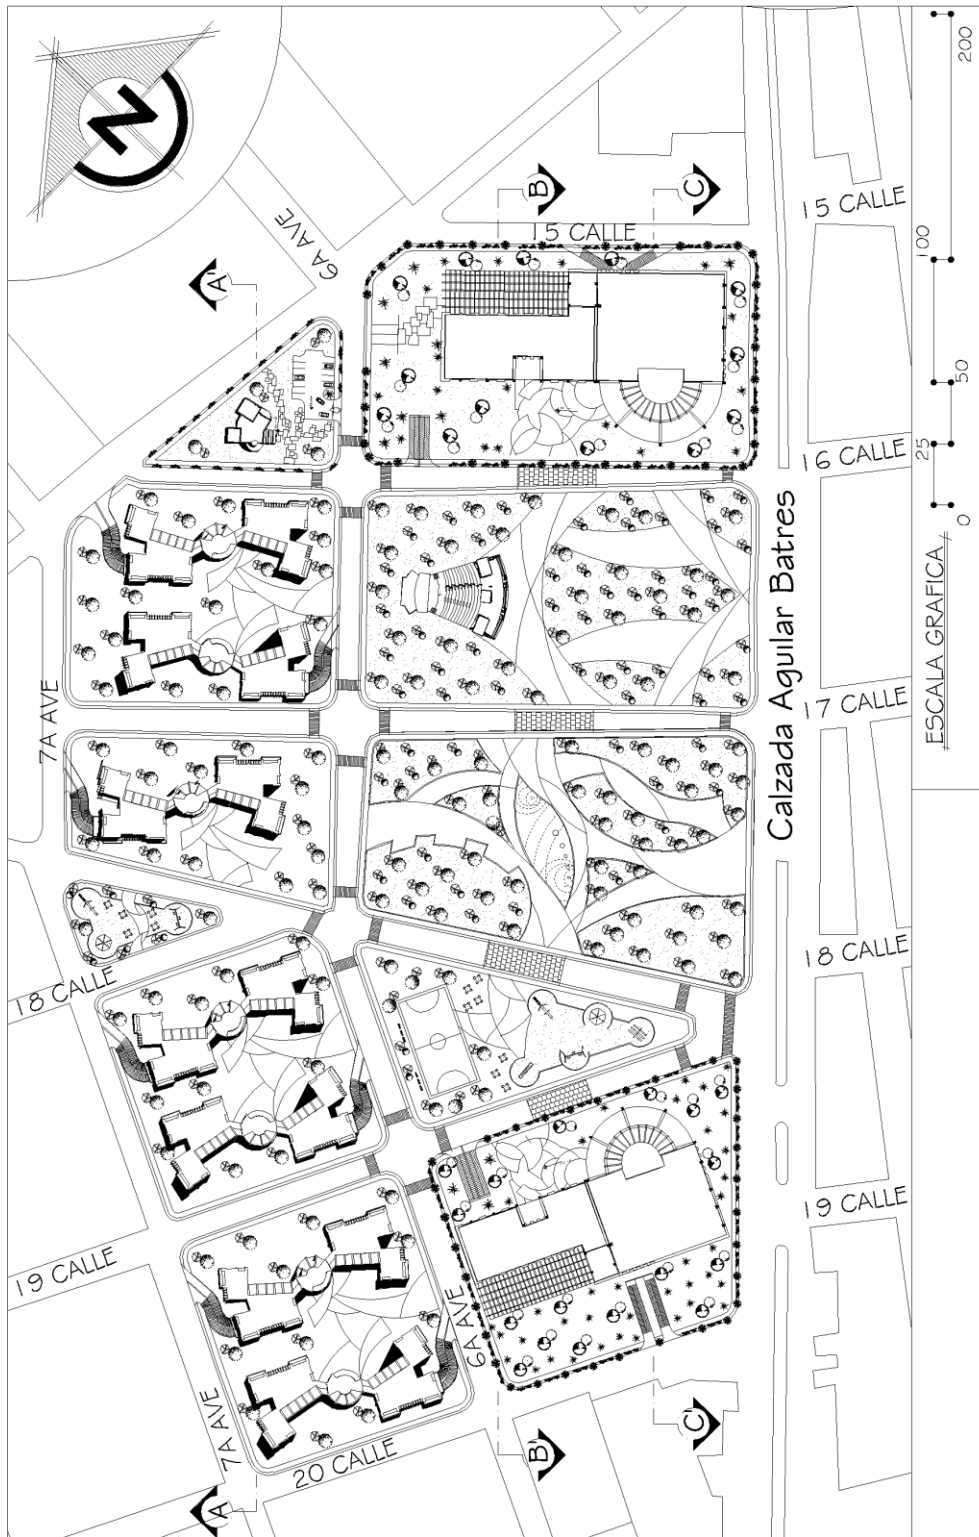 N
200
B
C
15 CALLE
15 CALLE
6A AVE
100
A'
50
16 CALLE
25
0
ESCALA GRAFICA
Calzada Aguilar Batres
7A AVE
17 CALLE
18 CALLE
18 CALLE
19 CALLE
19 CALLE
6A AVE
7A AVE
20 CALLE
B'
C'
A